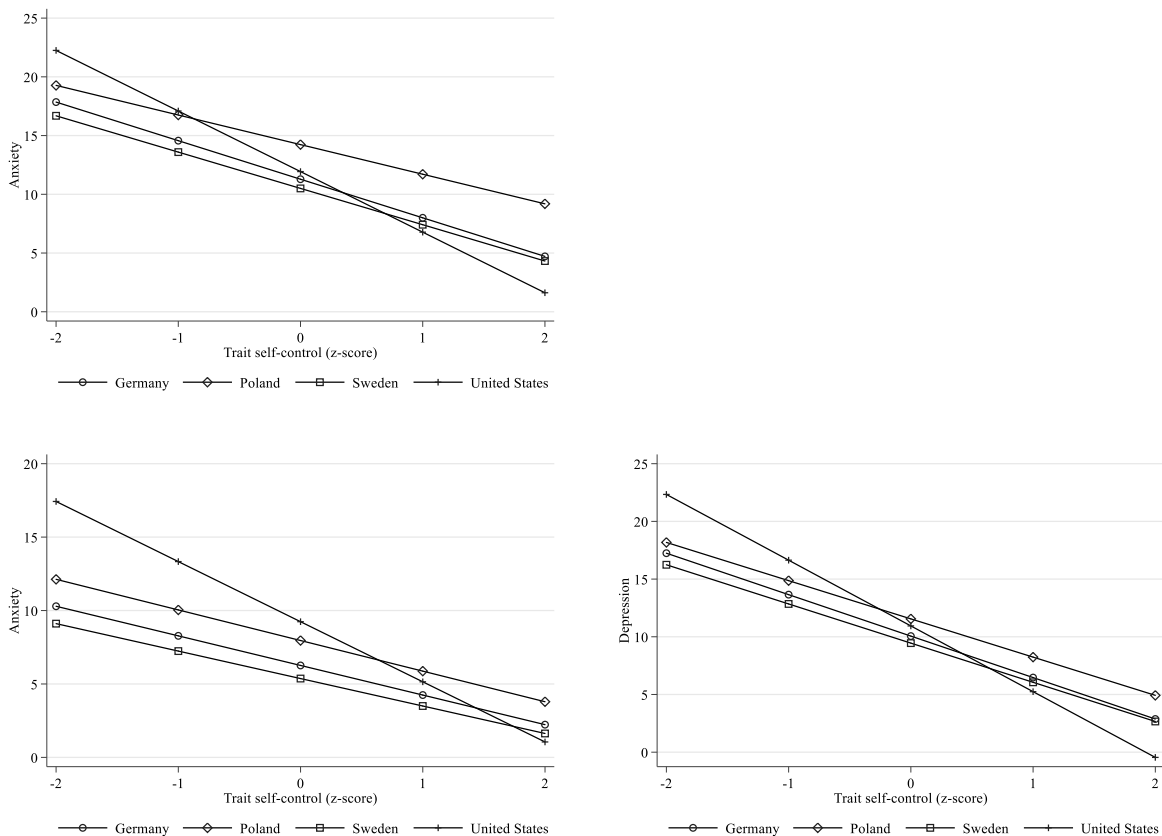 25
20
15
10
5
0
Anxiety
-2 -1 0 1 2
Trait self-control (z-score)
Germany Poland Sweden United States
20
15
10
5
0
Anxiety
-2 -1 0 1 2
Trait self-control (z-score)
Germany Poland Sweden United States
25
20
15
10
5
0
Depression
-2 -1 0 1 2
Trait self-control (z-score)
Germany Poland Sweden United States